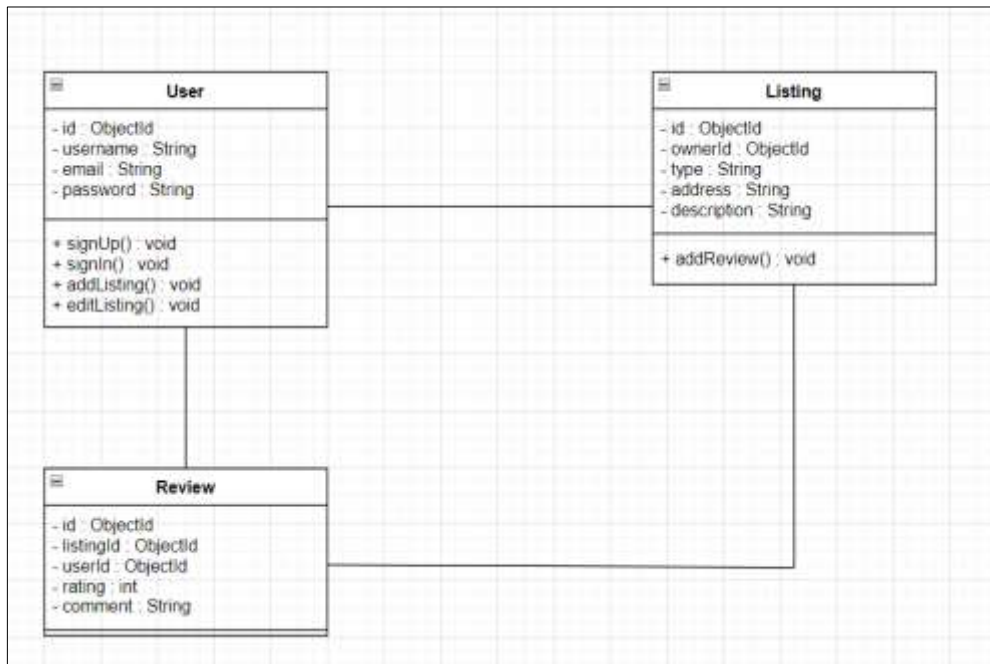 User
- id : ObjectId
- username : String
- email : String
- password : String
+ signUp() : void
+ signIn() : void
+ addListing() : void
+ editListing() : void
Listing
- id : ObjectId
- ownerId : ObjectId
- type : String
- address : String
- description : String
+ addReview() : void
Review
- id : ObjectId
- listingId : ObjectId
- userId : ObjectId
- rating : int
- comment : String